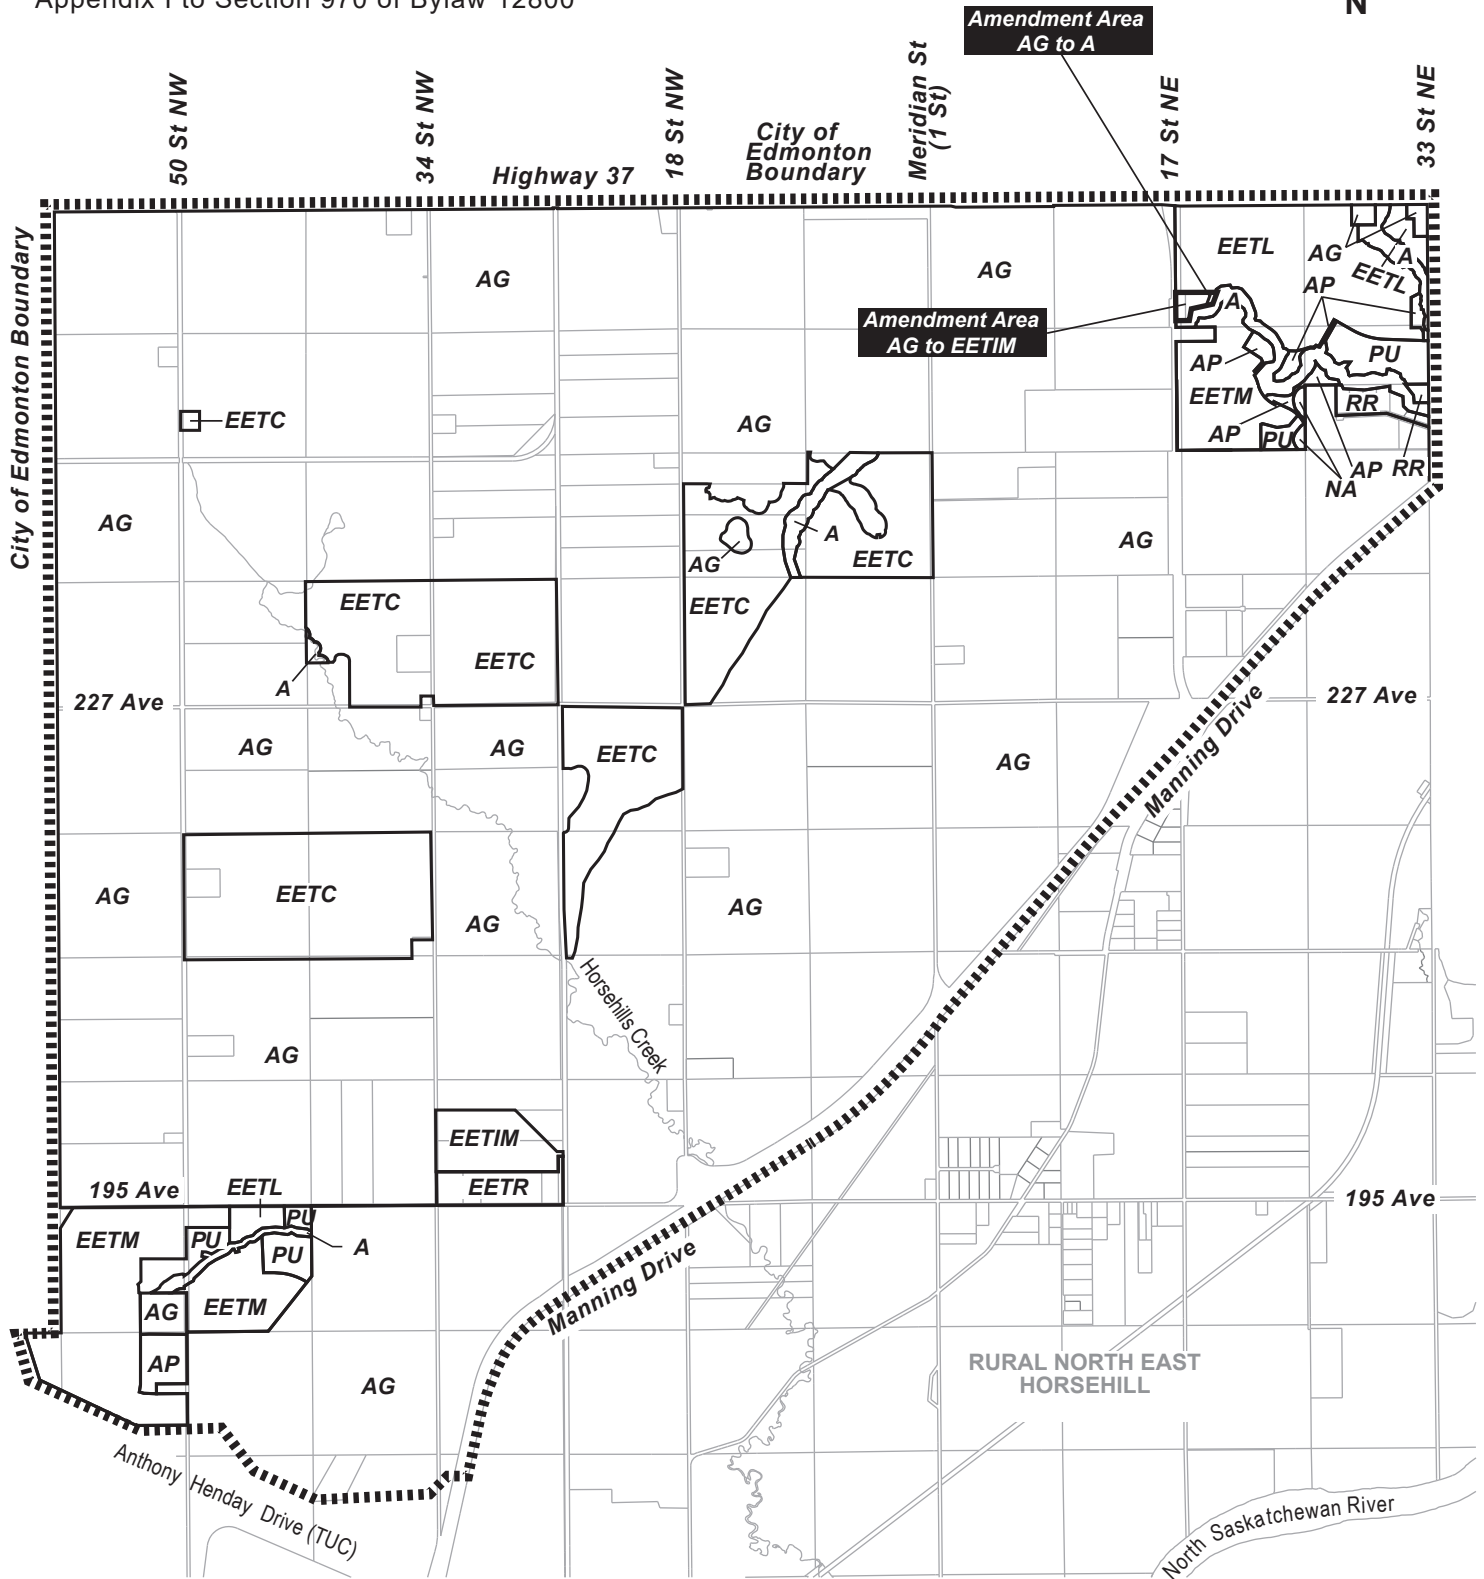 Appendix I to Section 970 of Bylaw 12800
N
Amendment Area
AG to A
50 St NW
34 St NW
18 St NW
Meridian St
(1 St)
17 St NE
33 St NE
Highway 37
City of
Edmonton
Boundary
City of Edmonton Boundary
AG
AG
EETL
AG
A
EETL
AP
A
Amendment Area
AG to EETIM
AP
PU
EETM
RR
AP
PU
AP
RR
NA
EETC
AG
AG
A
AG
EETC
AG
EETC
EETC
EETC
A
227 Ave
227 Ave
Manning Drive
AG
AG
EETC
AG
AG
EETC
AG
AG
Horsehills Creek
AG
EETIM
EETR
195 Ave
EETL
195 Ave
EETM
PU
PU
A
PU
AG
EETM
Manning Drive
AP
AG
RURAL NORTH EAST
HORSEHILL
Anthony Henday Drive (TUC)
North Saskatchewan River